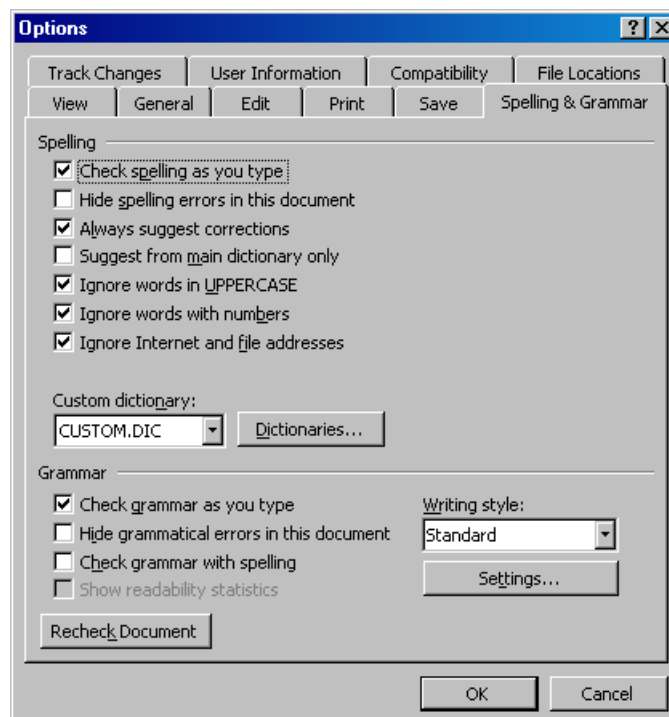 Options
Track Changes User Information Compatibility File Locations
View General Edit Print Save Spelling & Grammar
Spelling
Check spelling as you type
Hide spelling errors in this document
Always suggest corrections
Suggest from main dictionary only
Ignore words in UPPERCASE
Ignore words with numbers
Ignore Internet and file addresses
Custom dictionary:
CUSTOM.DIC Dictionaries...
Grammar
Check grammar as you type Writing style:
Hide grammatical errors in this document Standard
Check grammar with spelling
Show readability statistics Settings...
Recheck Document
OK Cancel